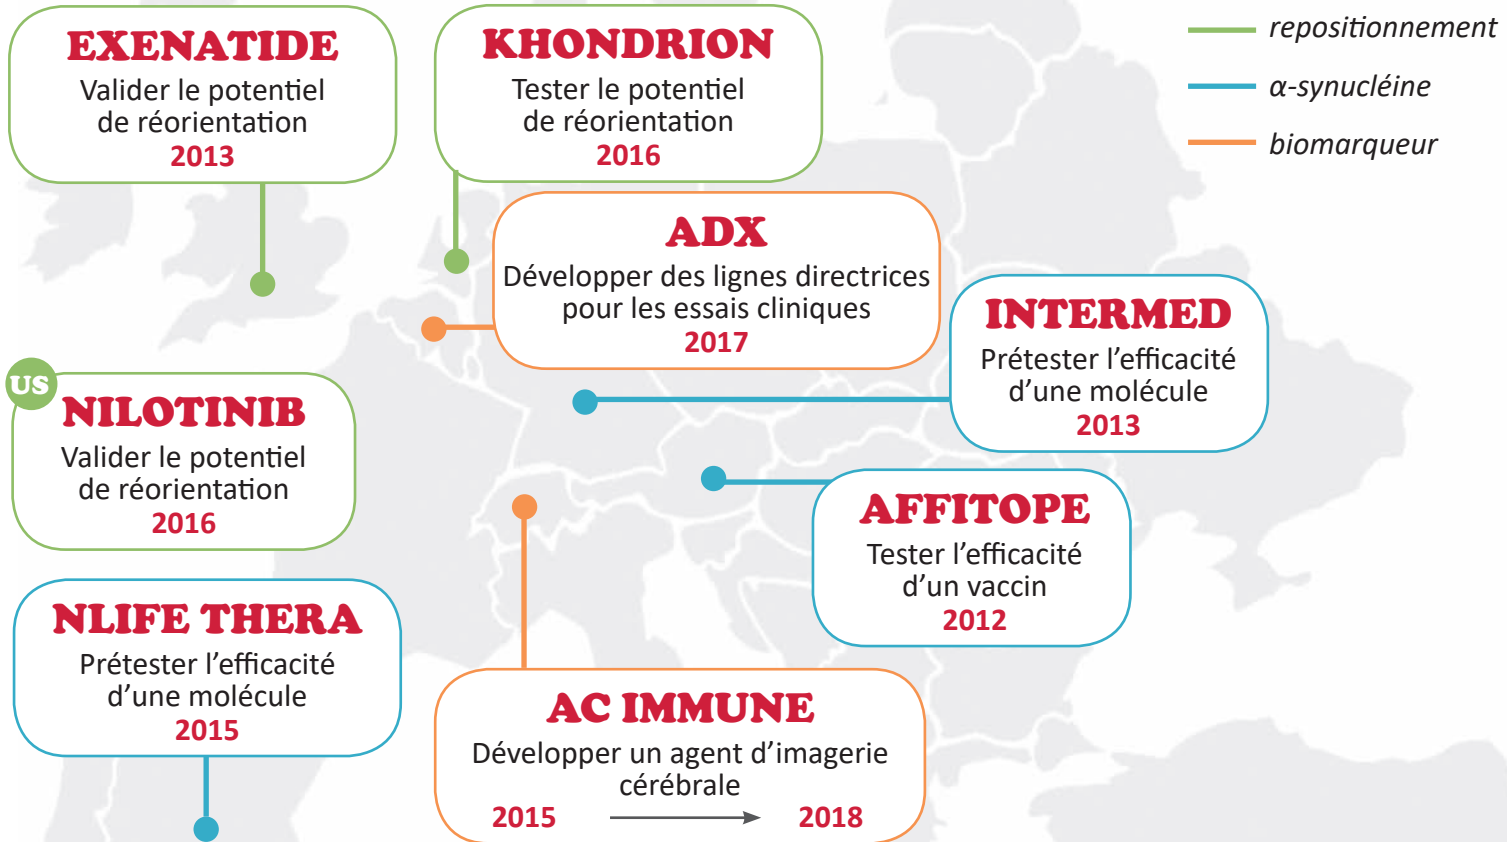 EXENATIDE
Valider le potentiel
de réorientation
2013
KHONDRION
Tester le potentiel
de réorientation
2016
repositionnement
α-synucléine
biomarqueur
ADX
Développer des lignes directrices
pour les essais cliniques
2017
INTERMED
Prétester l’efficacité
d’une molécule
2013
US
NILOTINIB
Valider le potentiel
de réorientation
2016
AFFITOPE
Tester l’efficacité
d’un vaccin
2012
NLIFE THERA
Prétester l’efficacité
d’une molécule
2015
AC IMMUNE
Développer un agent d’imagerie
cérébrale
2015 2018